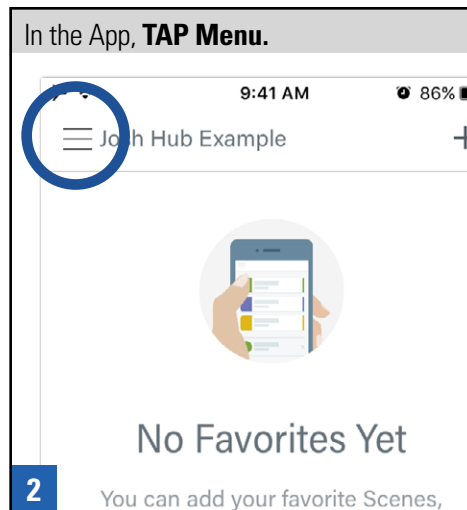 In the App, TAP Menu.
9:41 AM 86%
Josh Hub Example
No Favorites Yet
2
You can add your favorite Scenes,